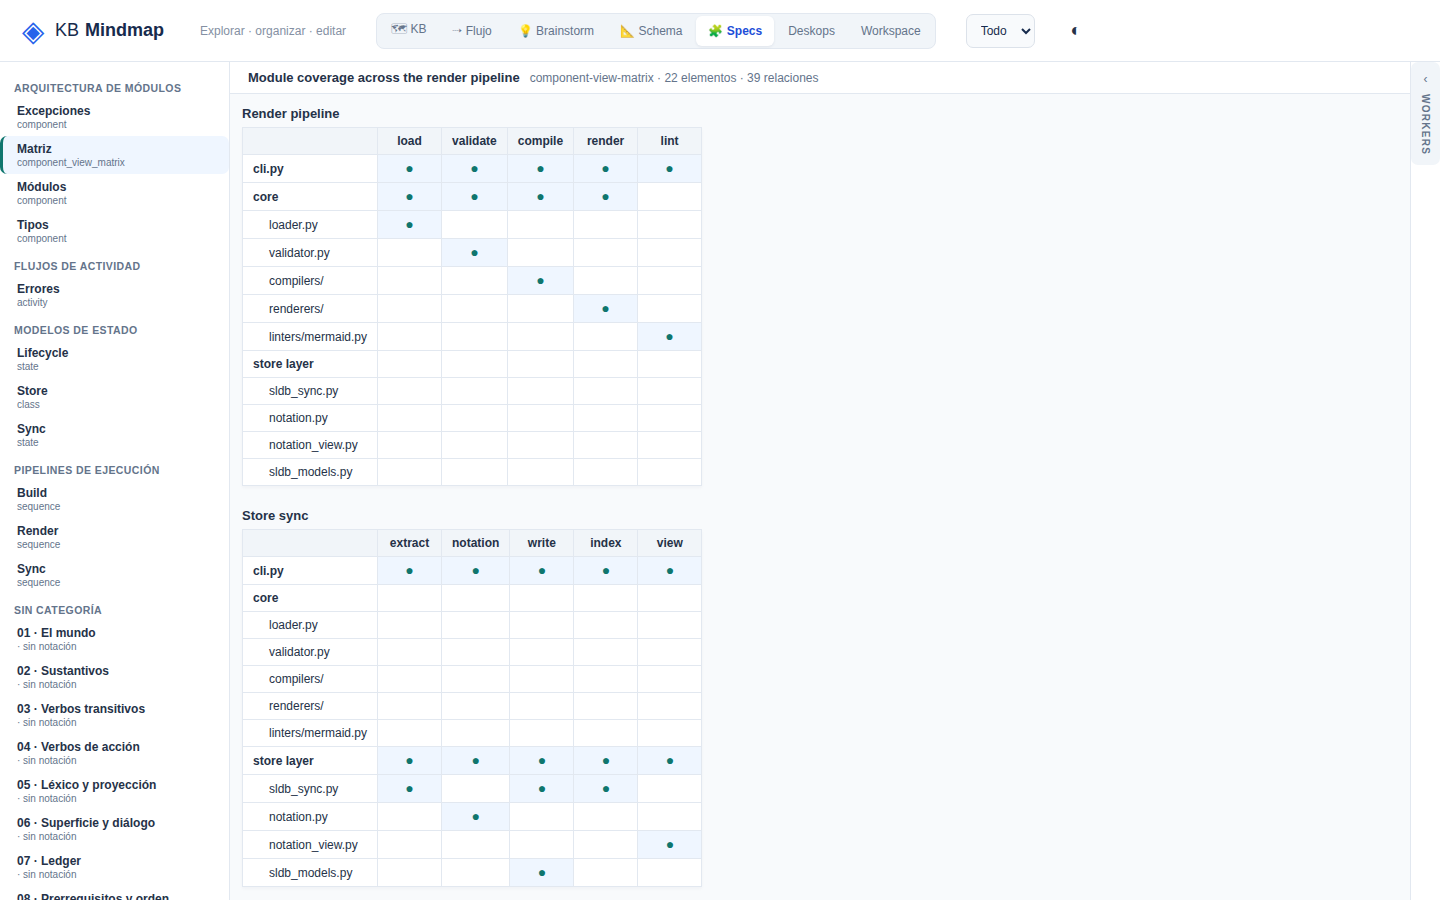 KB Mindmap
Explorar · organizar · editar
🗺 KB
→ Flujo
💡 Brainstorm
📐 Schema
🧩 Specs
Deskops
Workspace
Todo
ARQUITECTURA DE MÓDULOS
Excepciones
component
Matriz
component_view_matrix
Módulos
component
Tipos
component
FLUJOS DE ACTIVIDAD
Errores
activity
MODELOS DE ESTADO
Lifecycle
state
Store
class
Sync
state
PIPELINES DE EJECUCIÓN
Build
sequence
Render
sequence
Sync
sequence
SIN CATEGORÍA
01 · El mundo
· sin notación
02 · Sustantivos
· sin notación
03 · Verbos transitivos
· sin notación
04 · Verbos de acción
· sin notación
05 · Léxico y proyección
· sin notación
06 · Superficie y diálogo
· sin notación
07 · Ledger
· sin notación
08 · Prerrequisitos y orden
Module coverage across the render pipeline component-view-matrix · 22 elementos · 39 relaciones
Render pipeline
load validate compile render lint
cli.py ● ● ● ● ●
core ● ● ● ●
loader.py ●
validator.py ●
compilers/ ●
renderers/ ●
linters/mermaid.py ●
store layer
sldb_sync.py
notation.py
notation_view.py
sldb_models.py
Store sync
extract notation write index view
cli.py ● ● ● ● ●
core
loader.py
validator.py
compilers/
renderers/
linters/mermaid.py
store layer ● ● ● ● ●
sldb_sync.py ● ● ●
notation.py ●
notation_view.py ●
sldb_models.py ●
‹
WORKERS